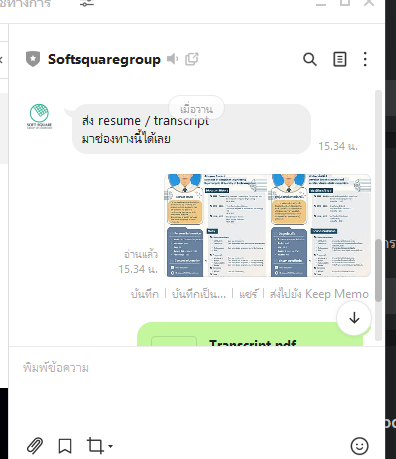 Softsquaregroup
เมื่อวาน
ส่ง resume / transcript
มาช่องทางนี้ได้เลย
15.34 น.
อ่านแล้ว
15.34 น.
บันทึก | บันทึกเป็น... | แชร์ | ส่งไปยัง Keep Memo
Transcript.pdf
พิมพ์ข้อความ